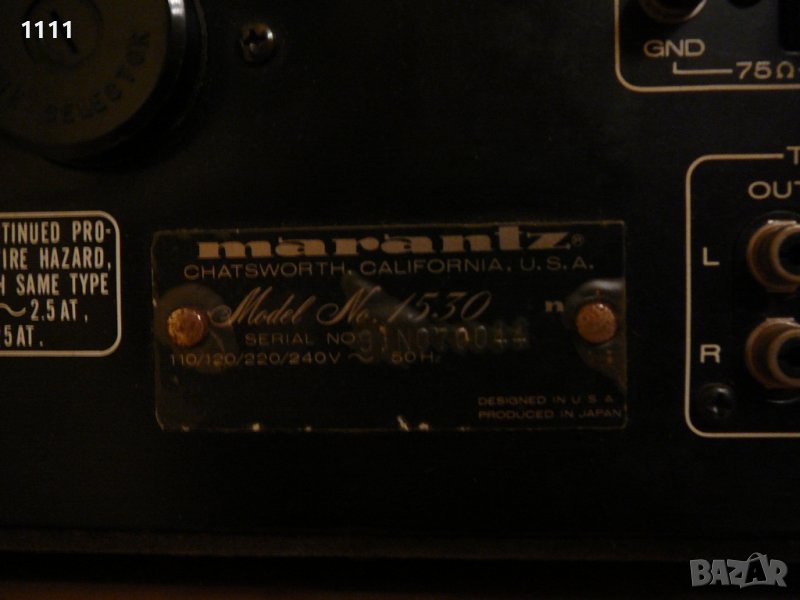 1111
SELECTOR
GND
75Ω
TINUED PRO-
FIRE HAZARD,
H SAME TYPE
~2.5AT,
5AT.
T
OUT
L
R
marantz®
CHATSWORTH, CALIFORNIA, U.S.A.
Model No. 1530 n
SERIAL NO.
110/120/220/240V ~ 50Hz
DESIGNED IN U S A
PRODUCED IN JAPAN
BAZAR